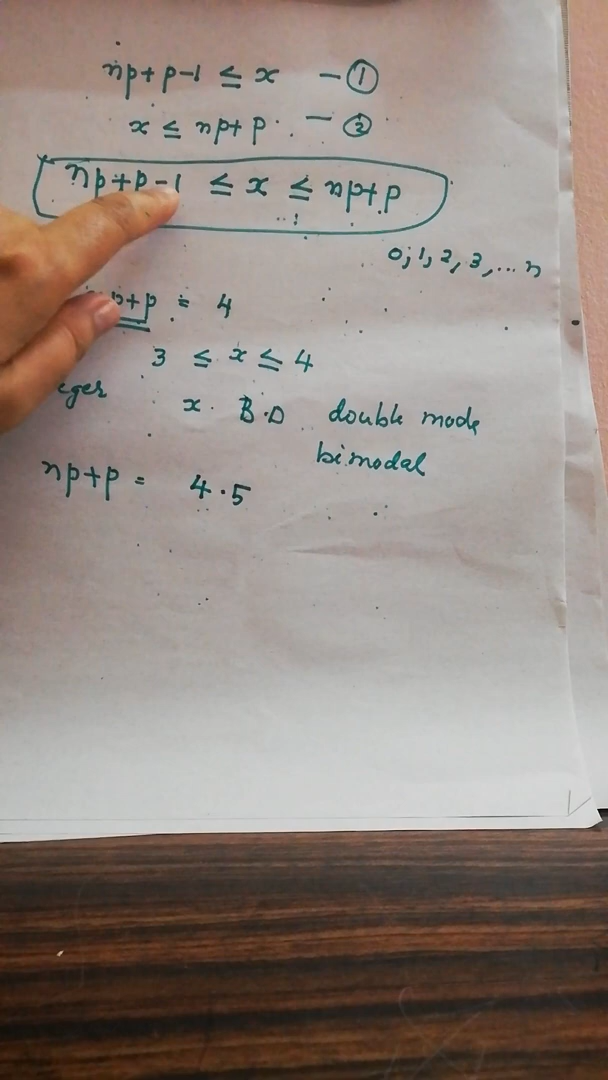 np+p-1 ≤ x - ①
x ≤ np+p. - ②
np+p-1 ≤ x ≤ np+p
0, 1, 2, 3, ... n
np+p = 4
3 ≤ x ≤ 4
x. B.D double mode
bimodal
np+p = 4.5